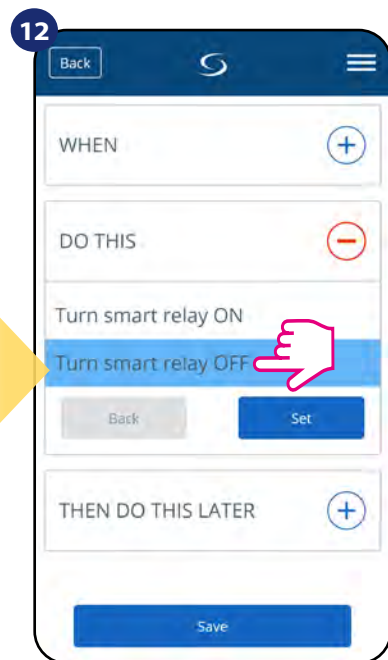 12
Back
WHEN
DO THIS
Turn smart relay ON
Turn smart relay OFF
Back Set
THEN DO THIS LATER
Save